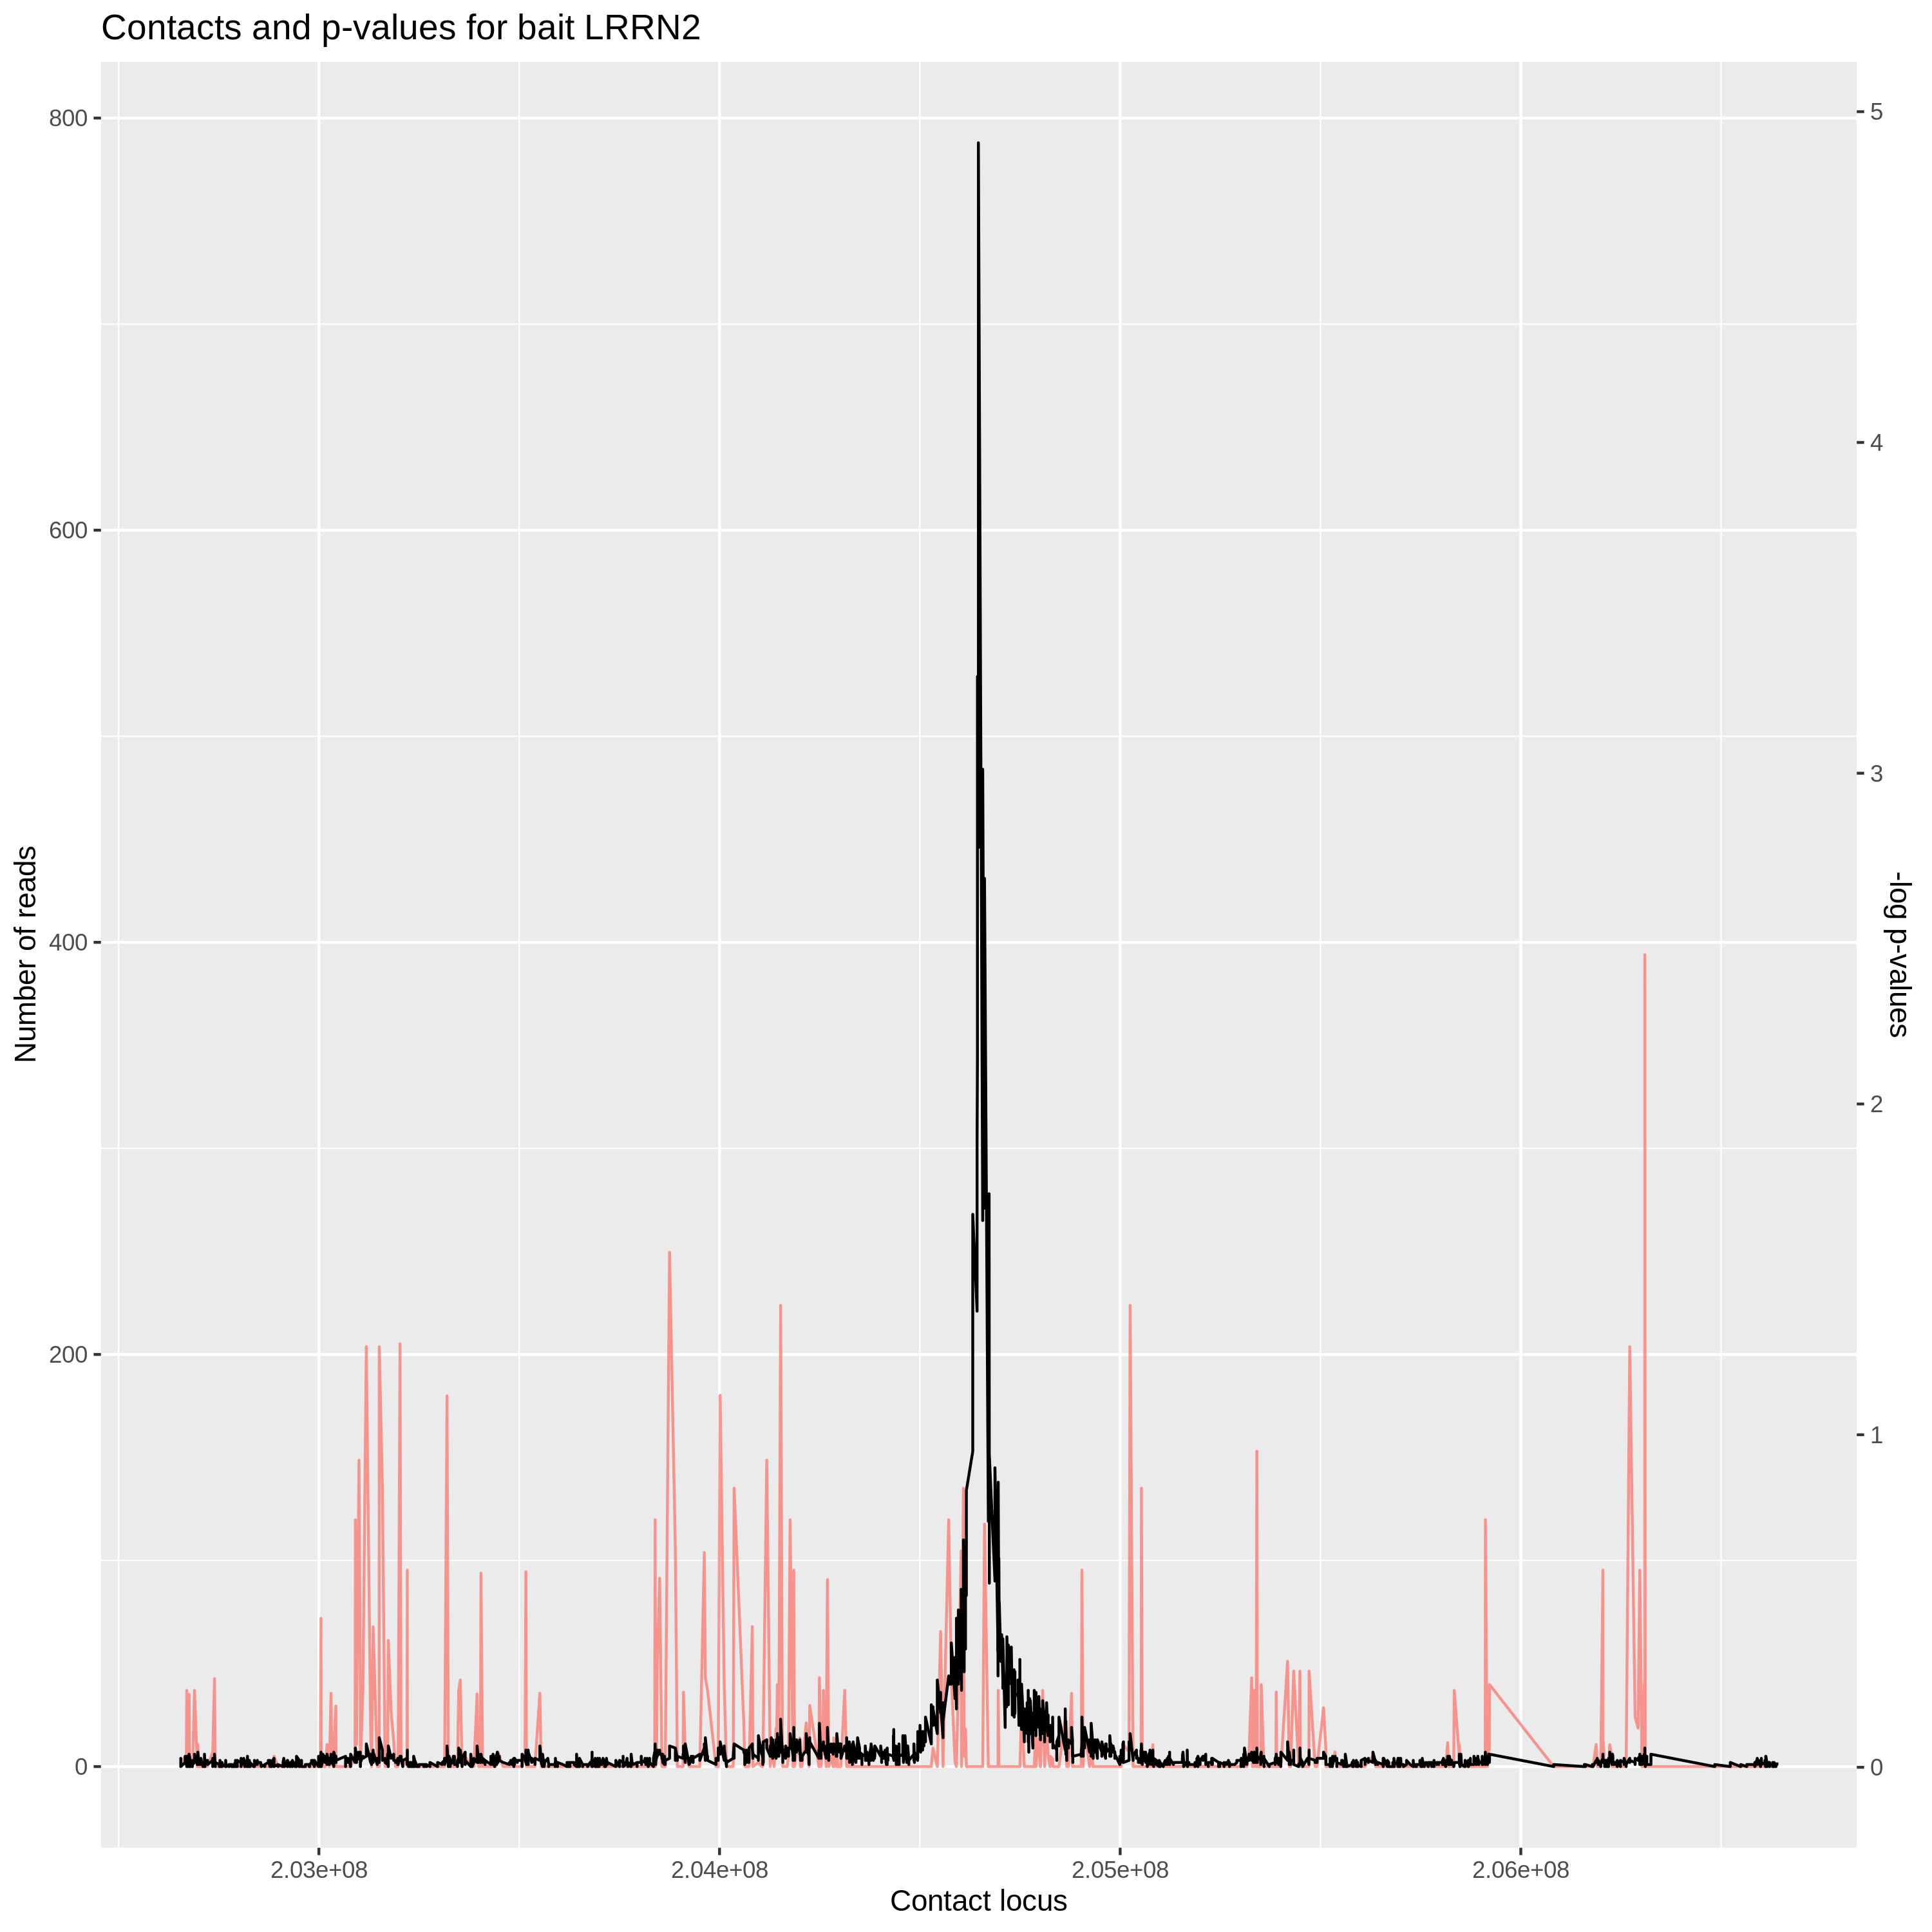 Contacts and p-values for bait LRRN2
800
600
400
200
0
Number of reads
5
4
3
2
1
0
-log p-values
2.03e+08
2.04e+08
2.05e+08
2.06e+08
Contact locus